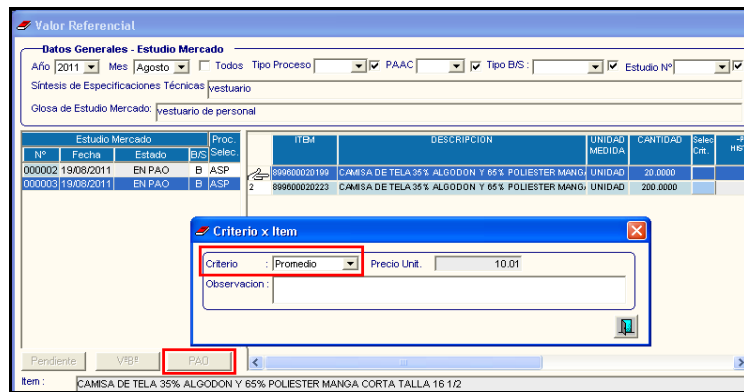 Valor Referencial
Datos Generales - Estudio Mercado
Año 2011 Mes Agosto Todos Tipo Proceso PAAC Tipo B/S : Estudio Nº
Síntesis de Especificaciones Técnicas vestuario
Glosa de Estudio Mercado: vestuario de personal
Estudio Mercado Proc. Selec.
Nº Fecha Estado B/S
000002 19/08/2011 EN PAO B ASP
000003 19/08/2011 EN PAO B ASP
ITEM DESCRIPCION UNIDAD MEDIDA CANTIDAD Selec Crit.
899600020199 CAMISA DE TELA 35% ALGODON Y 65% POLIESTER MANGA UNIDAD 20.0000
2 899600020223 CAMISA DE TELA 35% ALGODON Y 65% POLIESTER MANGA UNIDAD 200.0000
Criterio x Item
Criterio : Promedio Precio Unit. 10.01
Observacion :
Pendiente VºBº PAO
Item : CAMISA DE TELA 35% ALGODON Y 65% POLIESTER MANGA CORTA TALLA 16 1/2